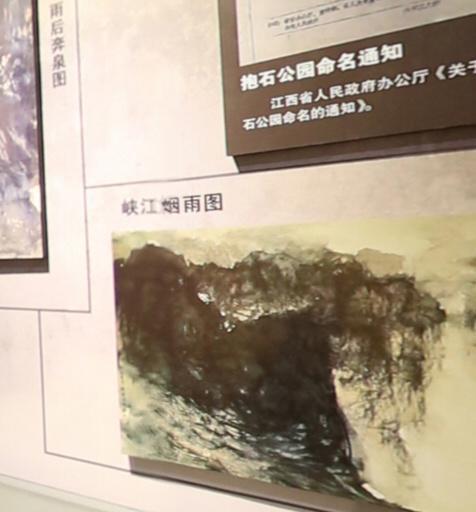 雨后奔泉图
抱石公园命名通知
江西省人民政府办公厅《关于
石公园命名的通知》。
峡江烟雨图